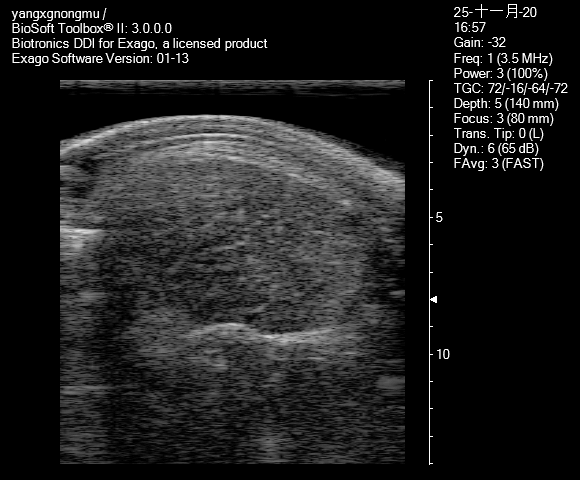 yangxgnongmu /
BioSoft Toolbox® II: 3.0.0.0
Biotronics DDI for Exago, a licensed product
Exago Software Version: 01-13
25-十一月-20
16:57
Gain: -32
Freq: 1 (3.5 MHz)
Power: 3 (100%)
TGC: 72/-16/-64/-72
Depth: 5 (140 mm)
Focus: 3 (80 mm)
Trans. Tip: 0 (L)
Dyn.: 6 (65 dB)
FAvg: 3 (FAST)
5
10